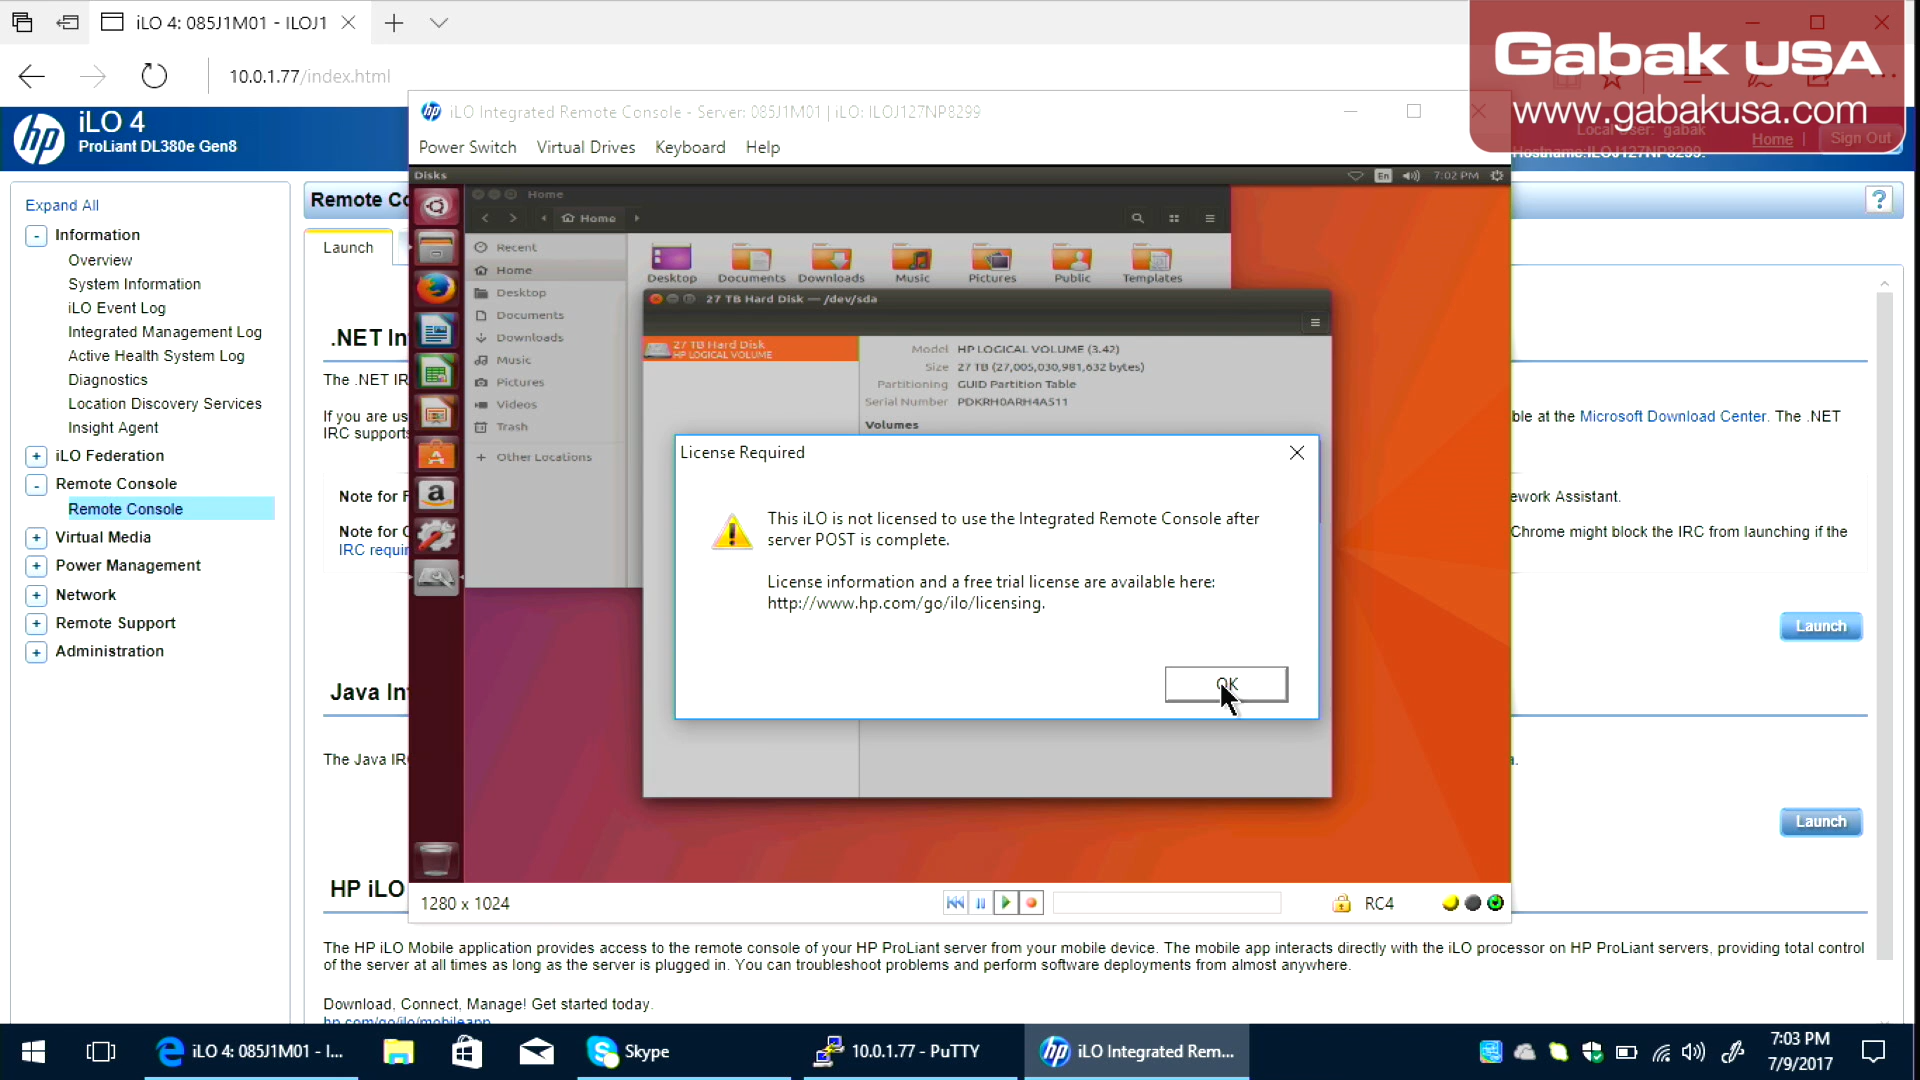 iLO 4: 085J1M01 - ILOJ1
10.0.1.77/index.html
Gabak USA
www.gabakusa.com
hp
iLO 4
ProLiant DL380e Gen8
Local User: gabak
Hostname:ILOJ127NP8299.
Home |
Sign Out
Expand All
Information
Overview
System Information
iLO Event Log
Integrated Management Log
Active Health System Log
Diagnostics
Location Discovery Services
Insight Agent
iLO Federation
Remote Console
Remote Console
Virtual Media
Power Management
Network
Remote Support
Administration
Remote Co
?
Launch
.NET In
The .NET IR
If you are us
ble at the Microsoft Download Center. The .NET
IRC supports
Note for F
ework Assistant.
Note for C
Chrome might block the IRC from launching if the
IRC requir
Launch
Java In
The Java IR
a.
Launch
HP iLO
The HP iLO Mobile application provides access to the remote console of your HP ProLiant server from your mobile device. The mobile app interacts directly with the iLO processor on HP ProLiant servers, providing total control
of the server at all times as long as the server is plugged in. You can troubleshoot problems and perform software deployments from almost anywhere.
Download, Connect, Manage! Get started today.
hp.com/go/ilo/mobileapp
hp
iLO Integrated Remote Console - Server: 085J1M01 | iLO: ILOJ127NP8299
Power Switch
Virtual Drives
Keyboard
Help
Disks
En
7:02 PM
Home
Home
Recent
Home
Desktop
Documents
Downloads
Music
Pictures
Videos
Trash
Other Locations
Desktop
Documents
Downloads
Music
Pictures
Public
Templates
27 TB Hard Disk — /dev/sda
27 TB Hard Disk
HP LOGICAL VOLUME
Model HP LOGICAL VOLUME (3.42)
Size 27 TB (27,005,030,981,632 bytes)
Partitioning GUID Partition Table
Serial Number PDKRH0ARH4A511
Volumes
License Required
This iLO is not licensed to use the Integrated Remote Console after
server POST is complete.
License information and a free trial license are available here:
http://www.hp.com/go/ilo/licensing.
OK
1280 x 1024
RC4
iLO 4: 085J1M01 - I...
Skype
10.0.1.77 - PuTTY
hp
iLO Integrated Rem...
7:03 PM
7/9/2017